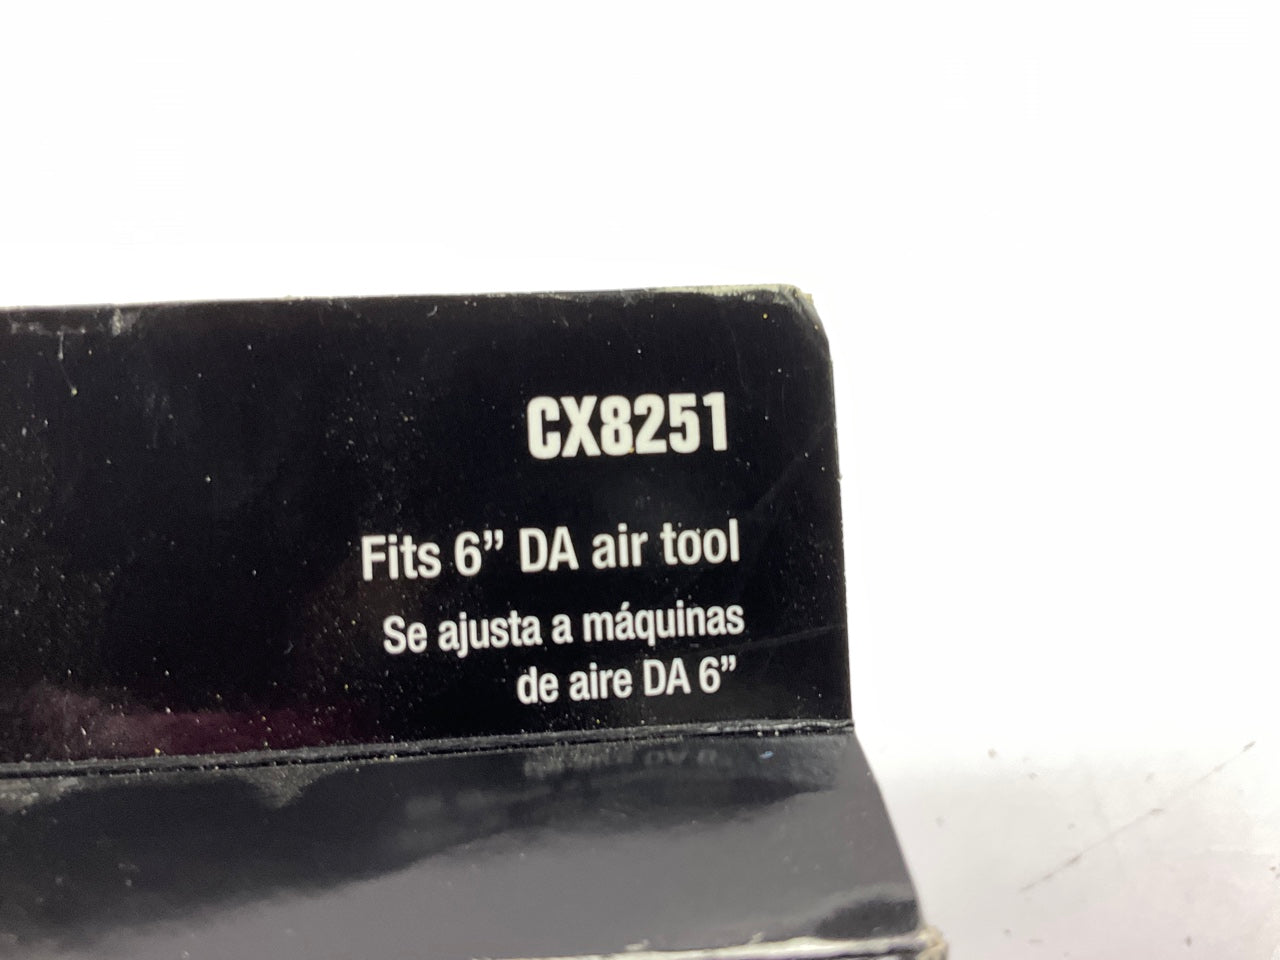 CX8251
Fits 6” DA air tool
Se ajusta a máquinas
de aire DA 6”